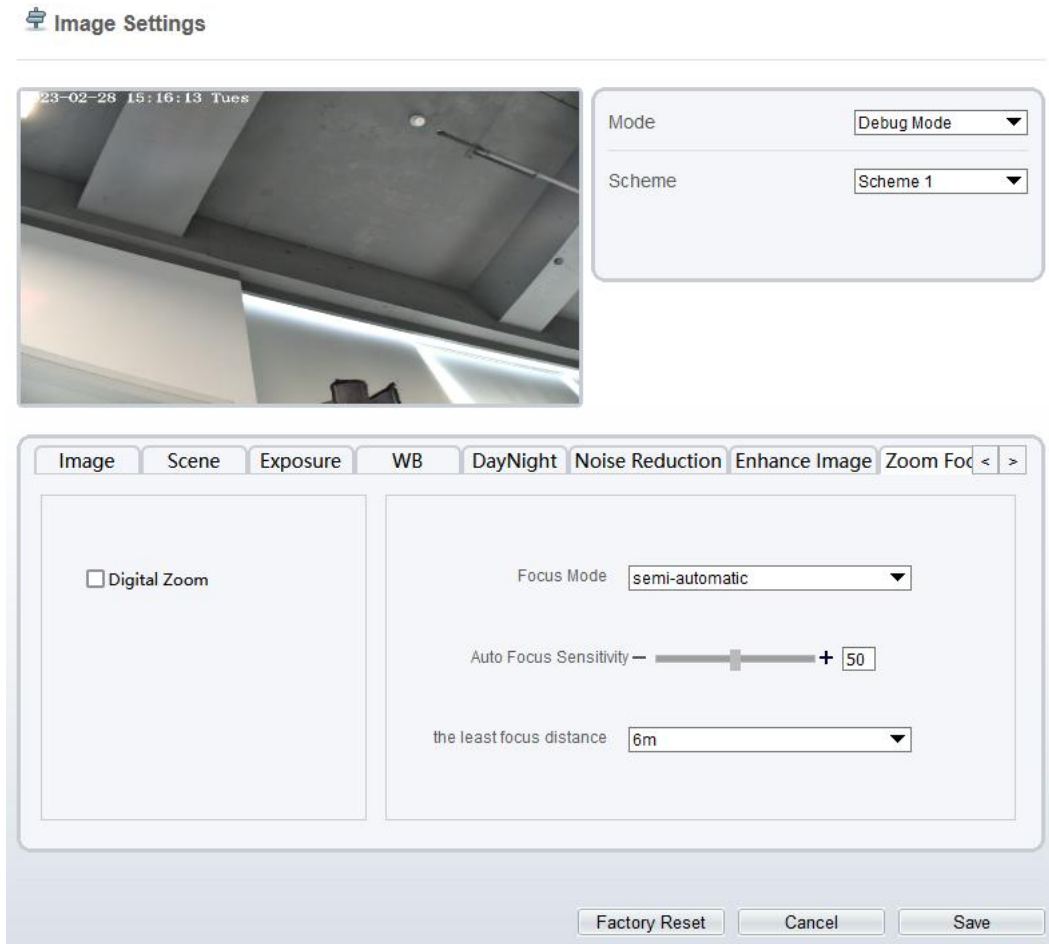 Image Settings
23-02-28 15:16:13 Tues
Mode
Debug Mode
Scheme
Scheme 1
Image Scene Exposure WB DayNight Noise Reduction Enhance Image Zoom Foc < >
Digital Zoom
Focus Mode semi-automatic
Auto Focus Sensitivity − + 50
the least focus distance 6m
Factory Reset Cancel Save